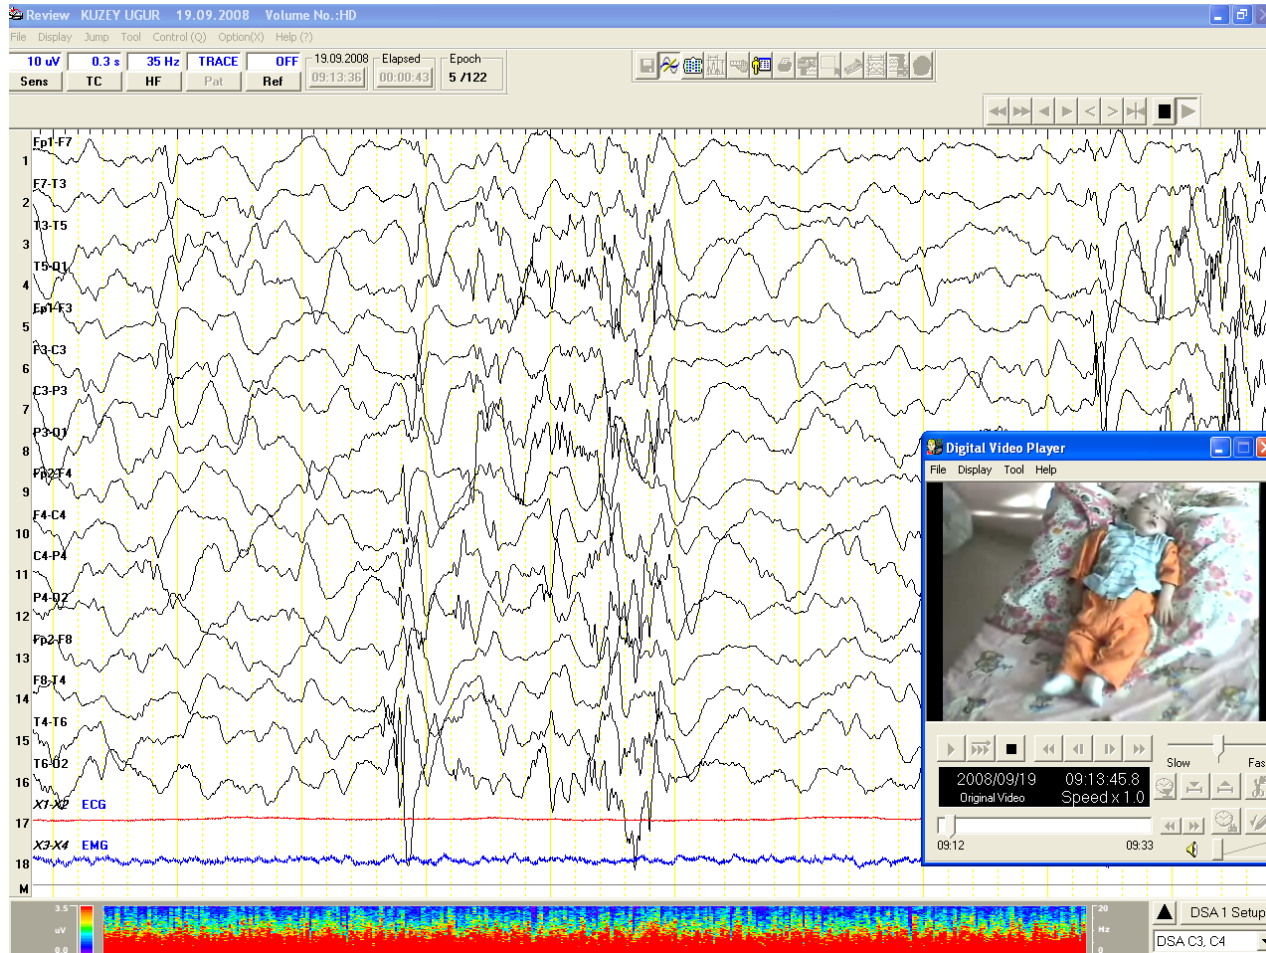 Review KUZEY UGUR 19.09.2008 Volume No.:HD
File Display Jump Tool Control (Q) Option(X) Help (?)
10 uV 0.3 s 35 Hz TRACE OFF
Sens TC HF Pat Ref
19.09.2008 Elapsed Epoch
09:13:36 00:00:43 5 /122
Fp1-F7
1
F7-T3
2
T3-T5
3
T5-O1
4
Fp1-F3
5
F3-C3
6
C3-P3
7
P3-O1
8
Fp2-F4
9
F4-C4
10
C4-P4
11
P4-O2
12
Fp2-F8
13
F8-T4
14
T4-T6
15
T6-O2
16
X1-X2 ECG
17
X3-X4 EMG
18
M
Digital Video Player
File Display Tool Help
Slow Fas
2008/09/19 09:13:45.8
Original Video Speed x 1.0
09:12 09:33
3.5
uV
0.0
20
Hz
0
DSA 1 Setup
DSA C3, C4